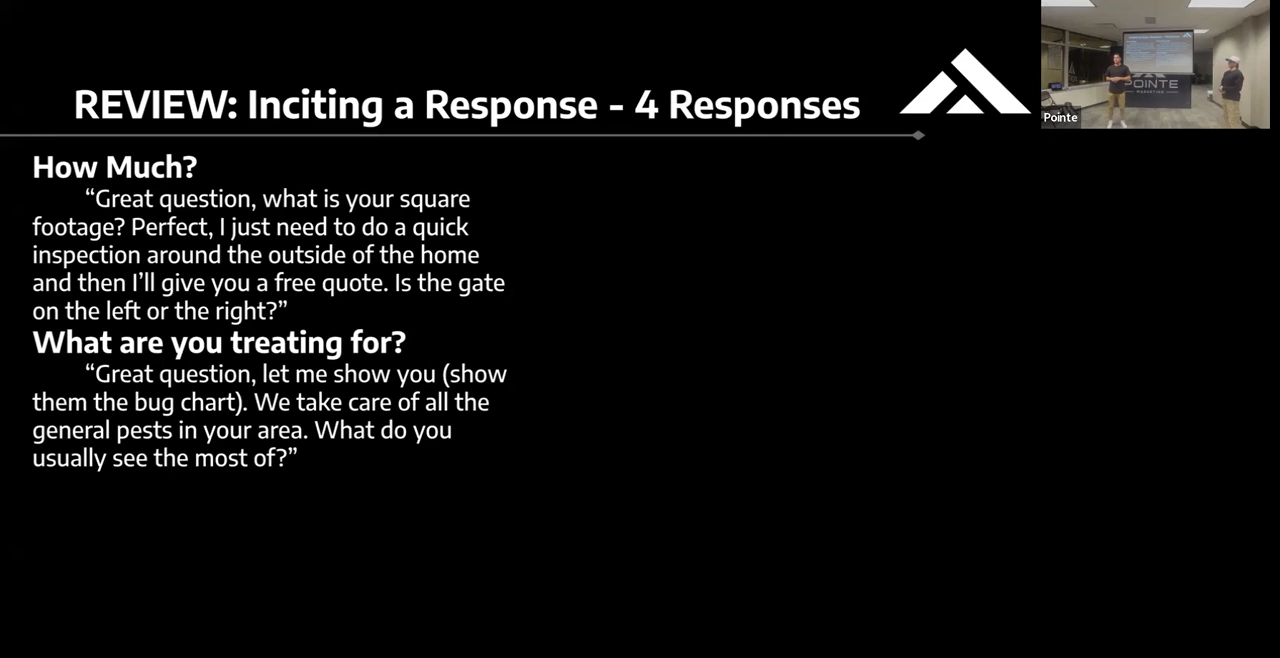 REVIEW: Inciting a Response - 4 Responses
How Much?
“Great question, what is your square
footage? Perfect, I just need to do a quick
inspection around the outside of the home
and then I’ll give you a free quote. Is the gate
on the left or the right?”
What are you treating for?
“Great question, let me show you (show
them the bug chart). We take care of all the
general pests in your area. What do you
usually see the most of?”
POINTE
MARKETING
Pointe